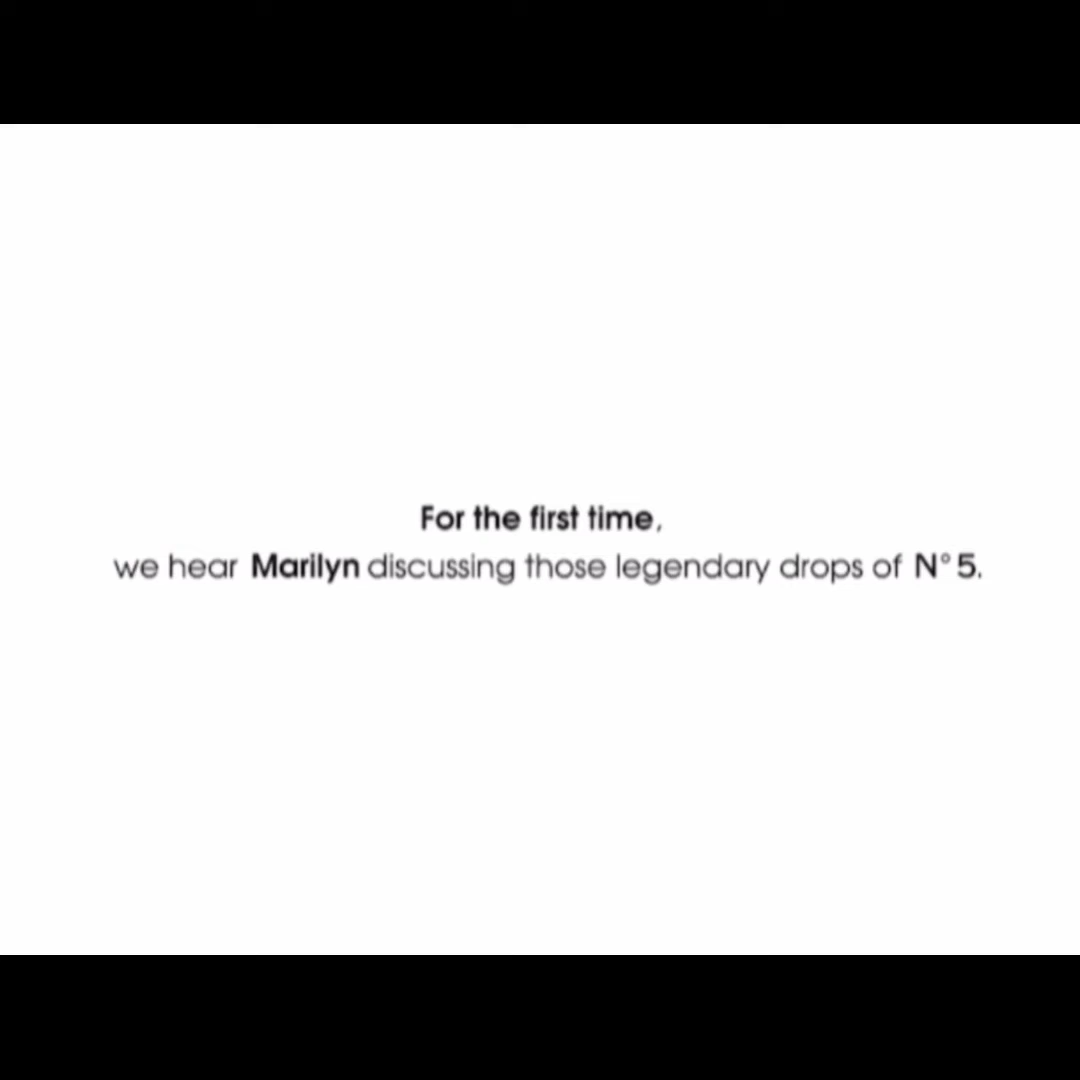 For the first time,
we hear Marilyn discussing those legendary drops of N° 5.